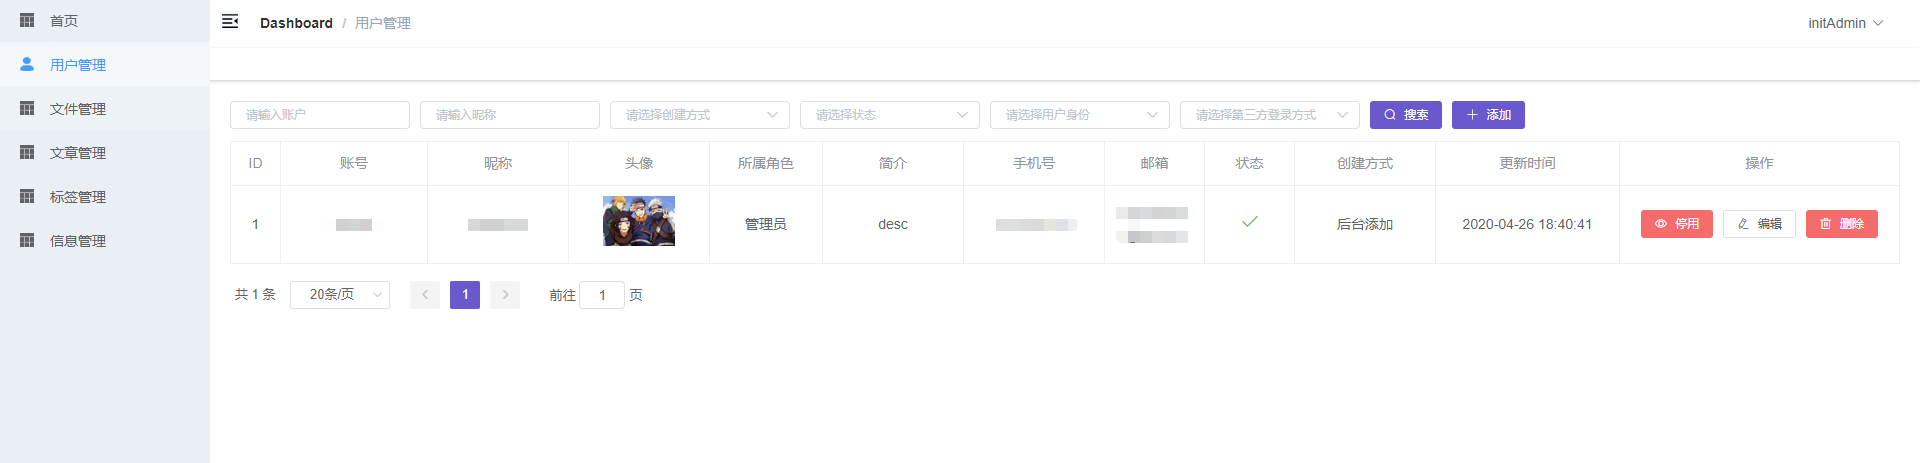 首页
用户管理
文件管理
文章管理
标签管理
信息管理
Dashboard / 用户管理
initAdmin
请输入账户 请输入昵称 请选择创建方式 请选择状态 请选择用户身份 请选择第三方登录方式 搜索 添加
ID 账号 昵称 头像 所属角色 简介 手机号 邮箱 状态 创建方式 更新时间 操作
1 管理员 desc 后台添加 2020-04-26 18:40:41 停用 编辑 删除
共 1 条 20条/页 1 前往 1 页